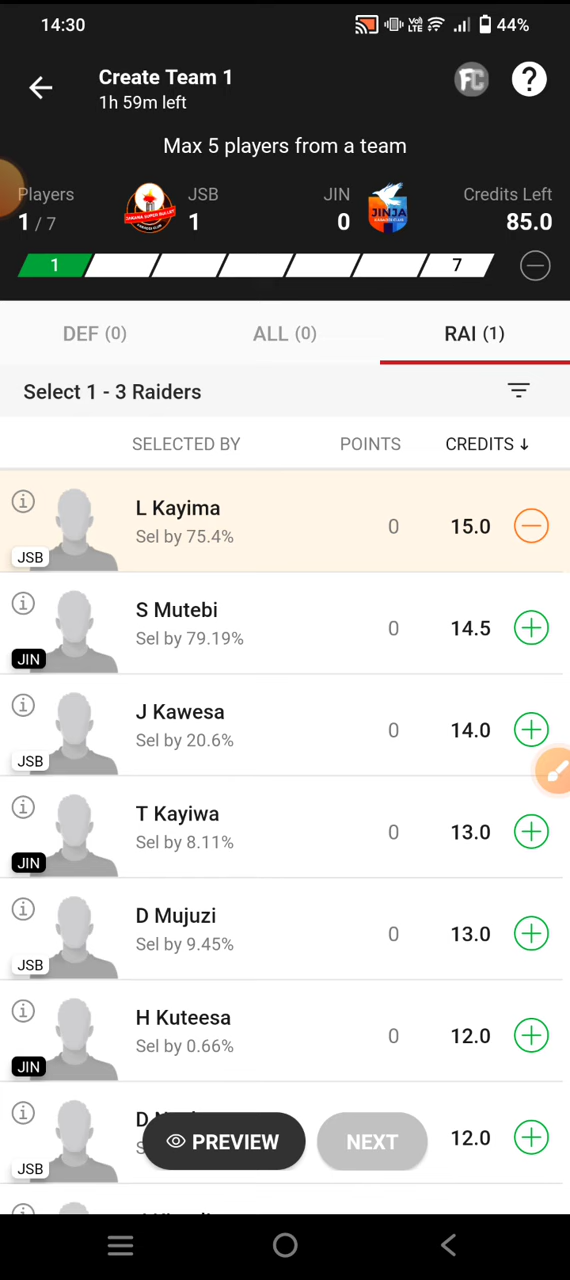 14:30
Vo)
LTE
44%
Create Team 1
1h 59m left
FC
?
Max 5 players from a team
Players
1 / 7
JSB
1
JIN
0
JINJA
Credits Left
85.0
1
7
DEF (0)
ALL (0)
RAI (1)
Select 1 - 3 Raiders
SELECTED BY
POINTS
CREDITS ↓
L Kayima
Sel by 75.4%
0
15.0
JSB
S Mutebi
Sel by 79.19%
0
14.5
JIN
J Kawesa
Sel by 20.6%
0
14.0
JSB
T Kayiwa
Sel by 8.11%
0
13.0
JIN
D Mujuzi
Sel by 9.45%
0
13.0
JSB
H Kuteesa
Sel by 0.66%
0
12.0
JIN
D
12.0
JSB
PREVIEW
NEXT